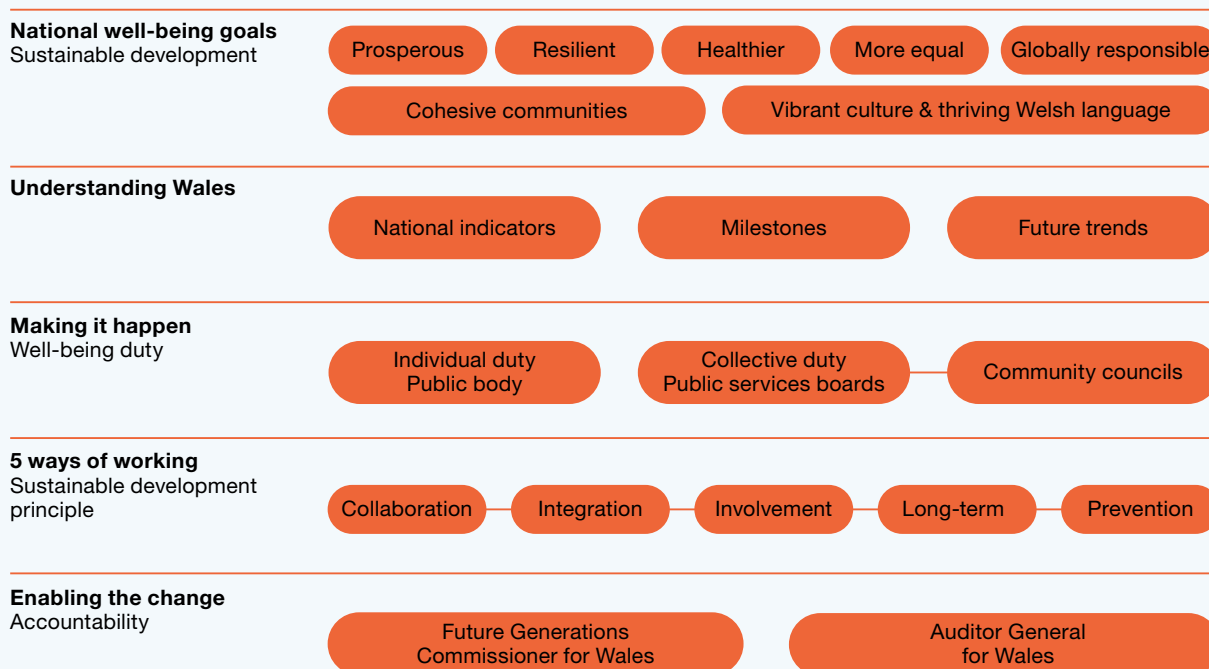 National well-being goals
Sustainable development
Prosperous
Resilient
Healthier
More equal
Globally responsible
Cohesive communities
Vibrant culture & thriving Welsh language
Understanding Wales
National indicators
Milestones
Future trends
Making it happen
Well-being duty
Individual duty
Public body
Collective duty
Public services boards
Community councils
5 ways of working
Sustainable development
principle
Collaboration
Integration
Involvement
Long-term
Prevention
Enabling the change
Accountability
Future Generations
Commissioner for Wales
Auditor General
for Wales